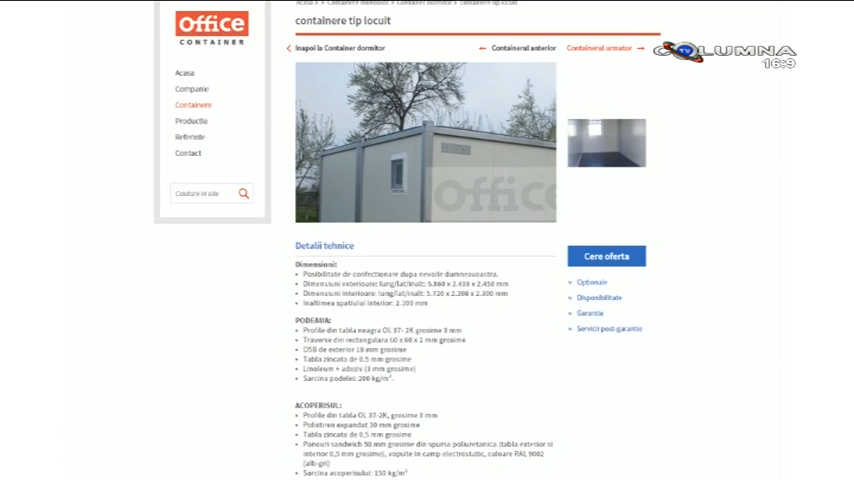 office
CONTAINER
Acasa
Companie
Containere
Productie
Referinte
Contact
Cautare in site
containere tip locuit
Inapoi la Container dormitor
Containerul anterior
Containerul urmator
COLUMNA
TV
16:9
Office
Detalii tehnice
Dimensiuni:
Posibilitate de confectionare dupa nevoile dumneavoastra.
Dimensiuni exterioare: lung/lat/inalt: 5.860 x 2.438 x 2.450 mm
Dimensiuni interioare: lung/lat/inalt: 5.720 x 2.298 x 2.300 mm
Inaltimea spatiului interior: 2.300 mm
PODEAUA:
Profile din tabla neagra OL 37- 2K grosime 3 mm
Traverse din rectangulara 60 x 60 x 2 mm grosime
OSB de exterior 18 mm grosime
Tabla zincata de 0.5 mm grosime
Linoleum + adeziv (3 mm grosime)
Sarcina podelei: 200 kg/m².
ACOPERISUL:
Profile din tabla OL 37-2K, grosime 3 mm
Polistiren expandat 30 mm grosime
Tabla zincata de 0,5 mm grosime
Panouri sandwich 50 mm grosime din spuma poliuretanica (tabla exterior si
interior 0,5 mm grosime), vopsite in camp electrostatic, culoare RAL 9002
(alb-gri)
Sarcina acoperisului: 150 kg/m²
Cere oferta
Optionale
Disponibilitate
Garantie
Servicii post-garantie